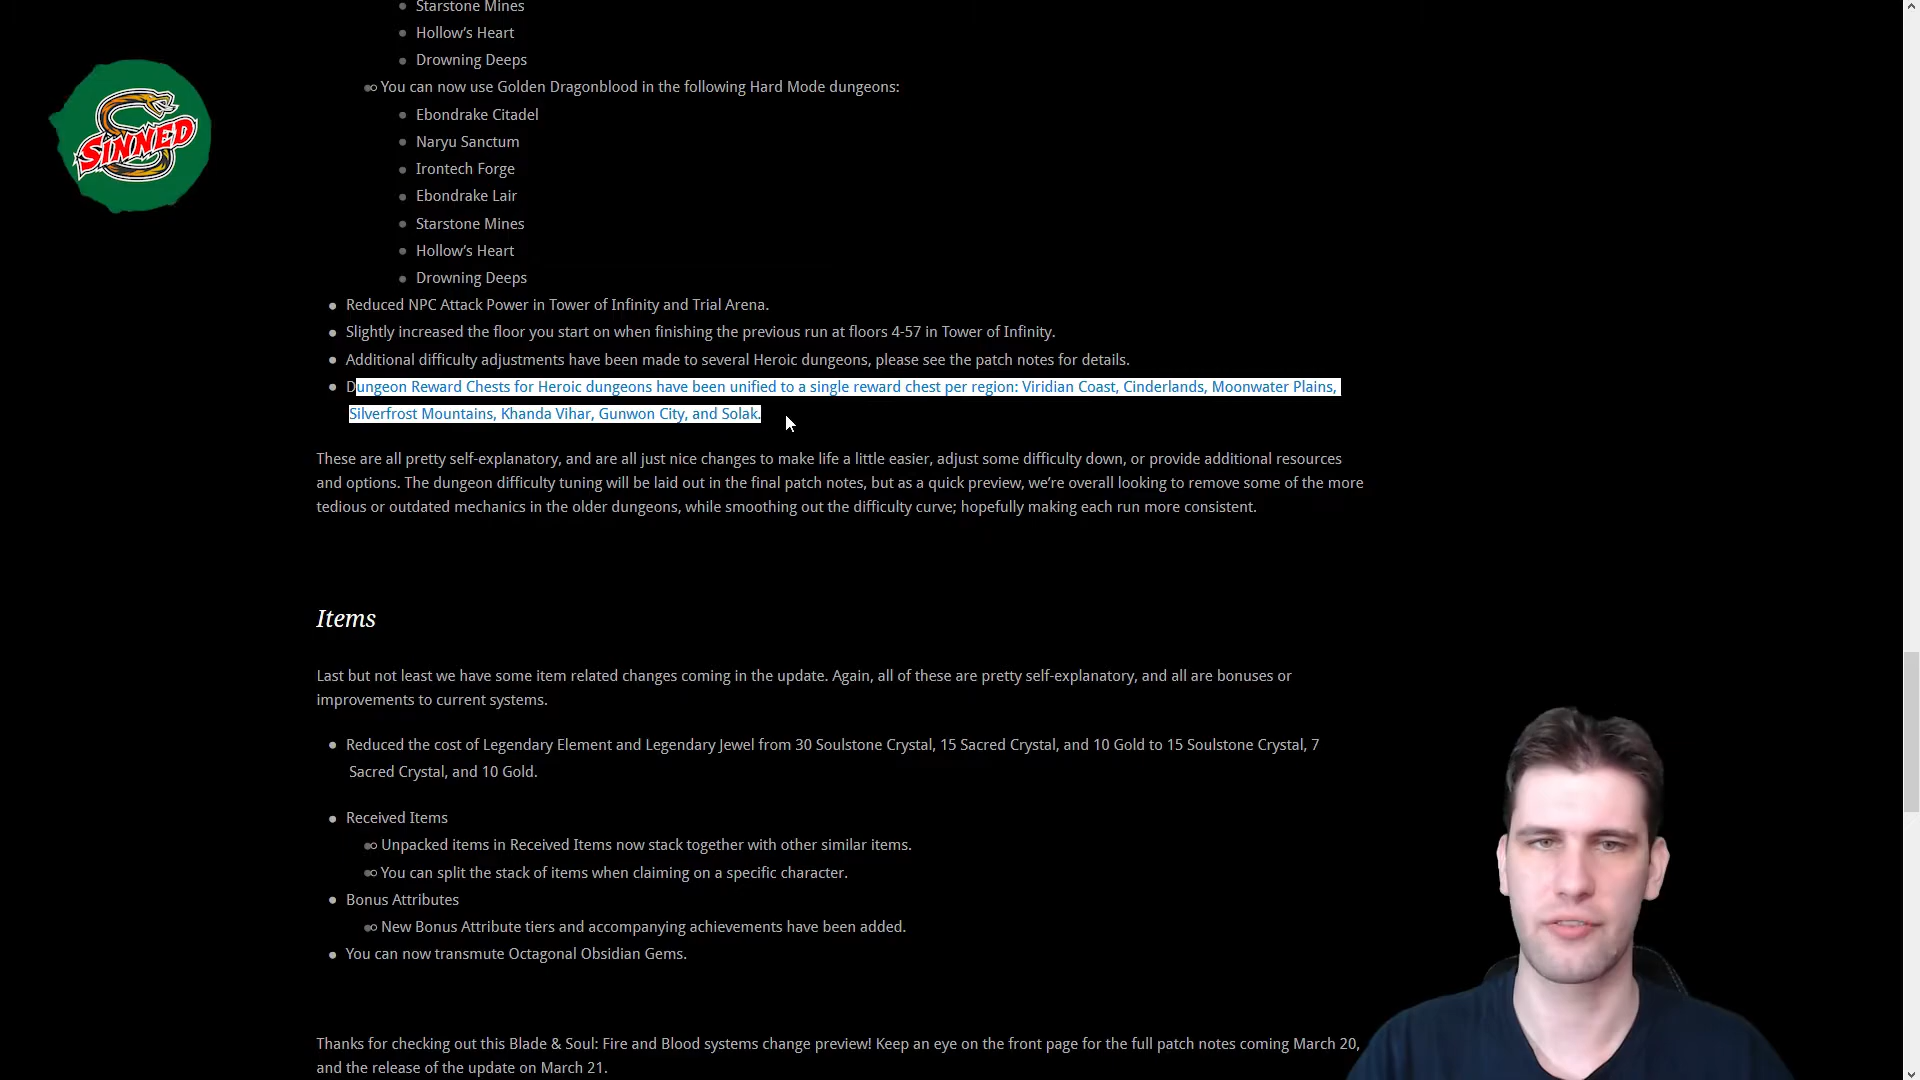 Starstone Mines
Hollow's Heart
Drowning Deeps
You can now use Golden Dragonblood in the following Hard Mode dungeons:
Ebondrake Citadel
Naryu Sanctum
Irontech Forge
Ebondrake Lair
Starstone Mines
Hollow's Heart
Drowning Deeps
SINNED
Reduced NPC Attack Power in Tower of Infinity and Trial Arena.
Slightly increased the floor you start on when finishing the previous run at floors 4-57 in Tower of Infinity.
Additional difficulty adjustments have been made to several Heroic dungeons, please see the patch notes for details.
Dungeon Reward Chests for Heroic dungeons have been unified to a single reward chest per region: Viridian Coast, Cinderlands, Moonwater Plains,
Silverfrost Mountains, Khanda Vihar, Gunwon City, and Solak.
These are all pretty self-explanatory, and are all just nice changes to make life a little easier, adjust some difficulty down, or provide additional resources
and options. The dungeon difficulty tuning will be laid out in the final patch notes, but as a quick preview, we're overall looking to remove some of the more
tedious or outdated mechanics in the older dungeons, while smoothing out the difficulty curve; hopefully making each run more consistent.
Items
Last but not least we have some item related changes coming in the update. Again, all of these are pretty self-explanatory, and all are bonuses or
improvements to current systems.
Reduced the cost of Legendary Element and Legendary Jewel from 30 Soulstone Crystal, 15 Sacred Crystal, and 10 Gold to 15 Soulstone Crystal, 7
Sacred Crystal, and 10 Gold.
Received Items
Unpacked items in Received Items now stack together with other similar items.
You can split the stack of items when claiming on a specific character.
Bonus Attributes
New Bonus Attribute tiers and accompanying achievements have been added.
You can now transmute Octagonal Obsidian Gems.
Thanks for checking out this Blade & Soul: Fire and Blood systems change preview! Keep an eye on the front page for the full patch notes coming March 20,
and the release of the update on March 21.